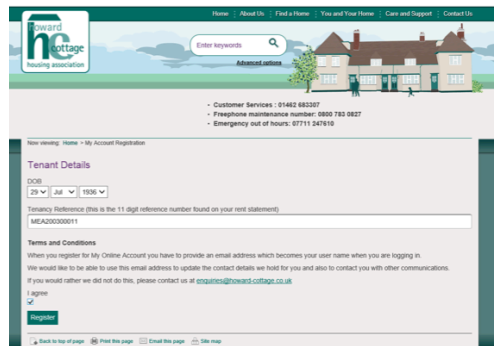 Home About Us Find a Home You and Your Home Care and Support Contact Us
howard
hc
cottage
housing association
Enter keywords
Advanced options
- Customer Services : 01462 683307
- Freephone maintenance number: 0800 783 0827
- Emergency out of hours: 07711 247610
Now viewing: Home > My Account Registration
Tenant Details
DOB
29 Jul 1936
Tenancy Reference (this is the 11 digit reference number found on your rent statement)
MEA200300011
Terms and Conditions
When you register for My Online Account you have to provide an email address which becomes your user name when you are logging in.
We would like to be able to use this email address to update the contact details we hold for you and also to contact you with other communications.
If you would rather we did not do this, please contact us at enquiries@howard-cottage.co.uk
I agree
Register
Back to top of page Print this page Email this page Site map